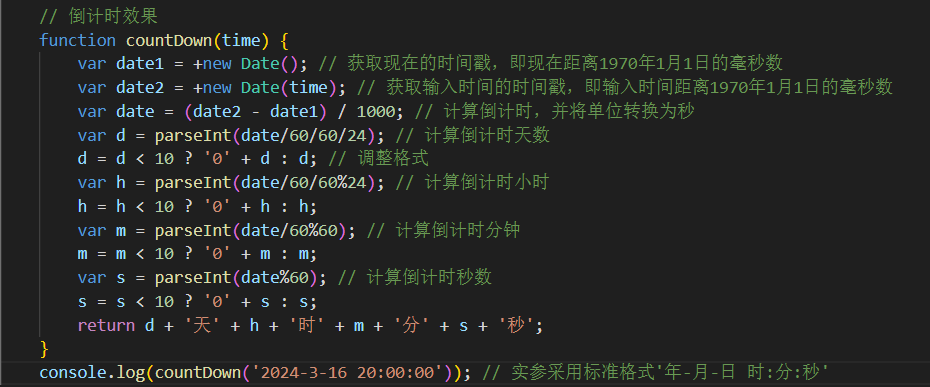 // 倒计时效果
function countDown(time) {
var date1 = +new Date(); // 获取现在的时间戳，即现在距离1970年1月1日的毫秒数
var date2 = +new Date(time); // 获取输入时间的时间戳，即输入时间距离1970年1月1日的毫秒数
var date = (date2 - date1) / 1000; // 计算倒计时，并将单位转换为秒
var d = parseInt(date/60/60/24); // 计算倒计时天数
d = d < 10 ? '0' + d : d; // 调整格式
var h = parseInt(date/60/60%24); // 计算倒计时小时
h = h < 10 ? '0' + h : h;
var m = parseInt(date/60%60); // 计算倒计时分钟
m = m < 10 ? '0' + m : m;
var s = parseInt(date%60); // 计算倒计时秒数
s = s < 10 ? '0' + s : s;
return d + '天' + h + '时' + m + '分' + s + '秒';
}
console.log(countDown('2024-3-16 20:00:00')); // 实参采用标准格式'年-月-日 时:分:秒'